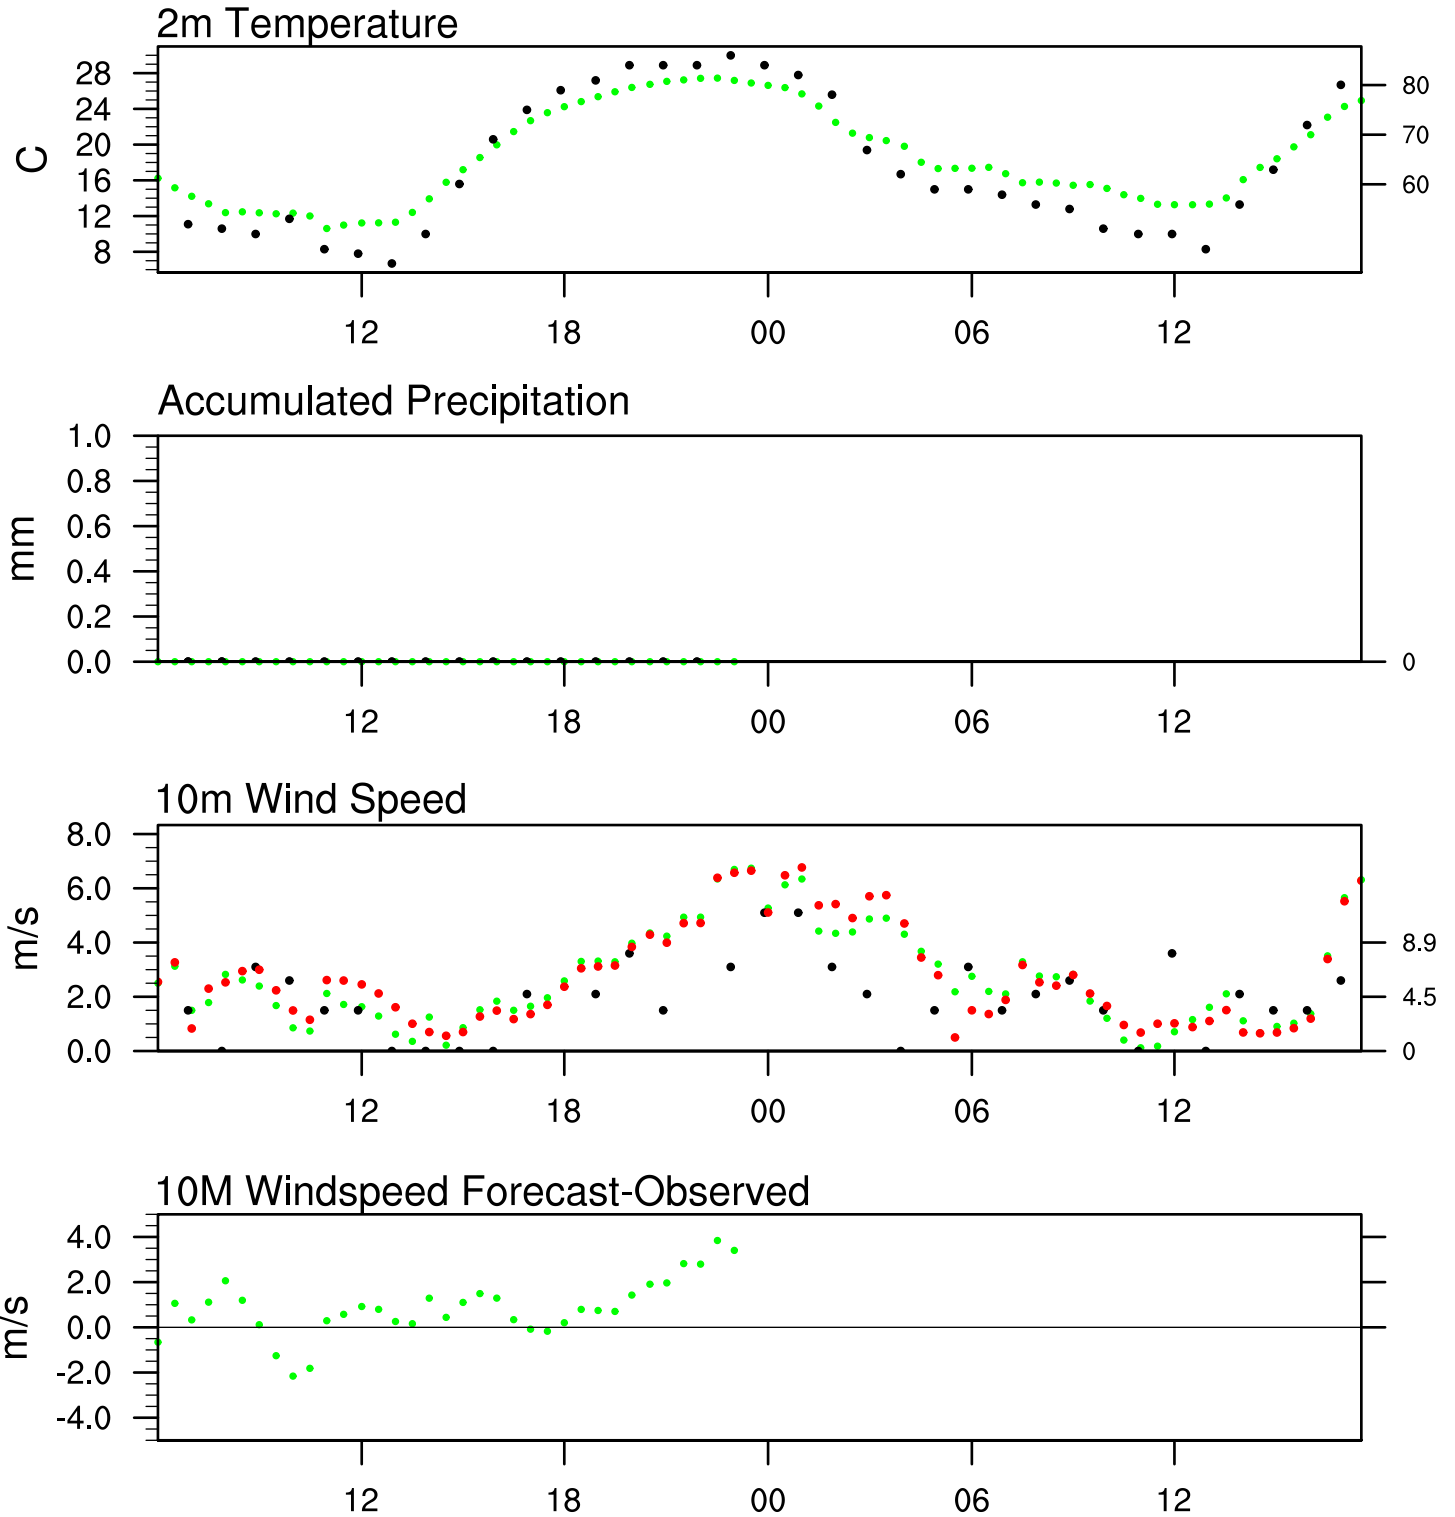 2m Temperature
28
24
20
16
12
8
C
80
70
60
12 18 00 06 12
Accumulated Precipitation
1.0
0.8
0.6
0.4
0.2
0.0
mm
0
12 18 00 06 12
10m Wind Speed
8.0
6.0
4.0
2.0
0.0
m/s
8.9
4.5
0
12 18 00 06 12
10M Windspeed Forecast-Observed
4.0
2.0
0.0
-2.0
-4.0
m/s
12 18 00 06 12